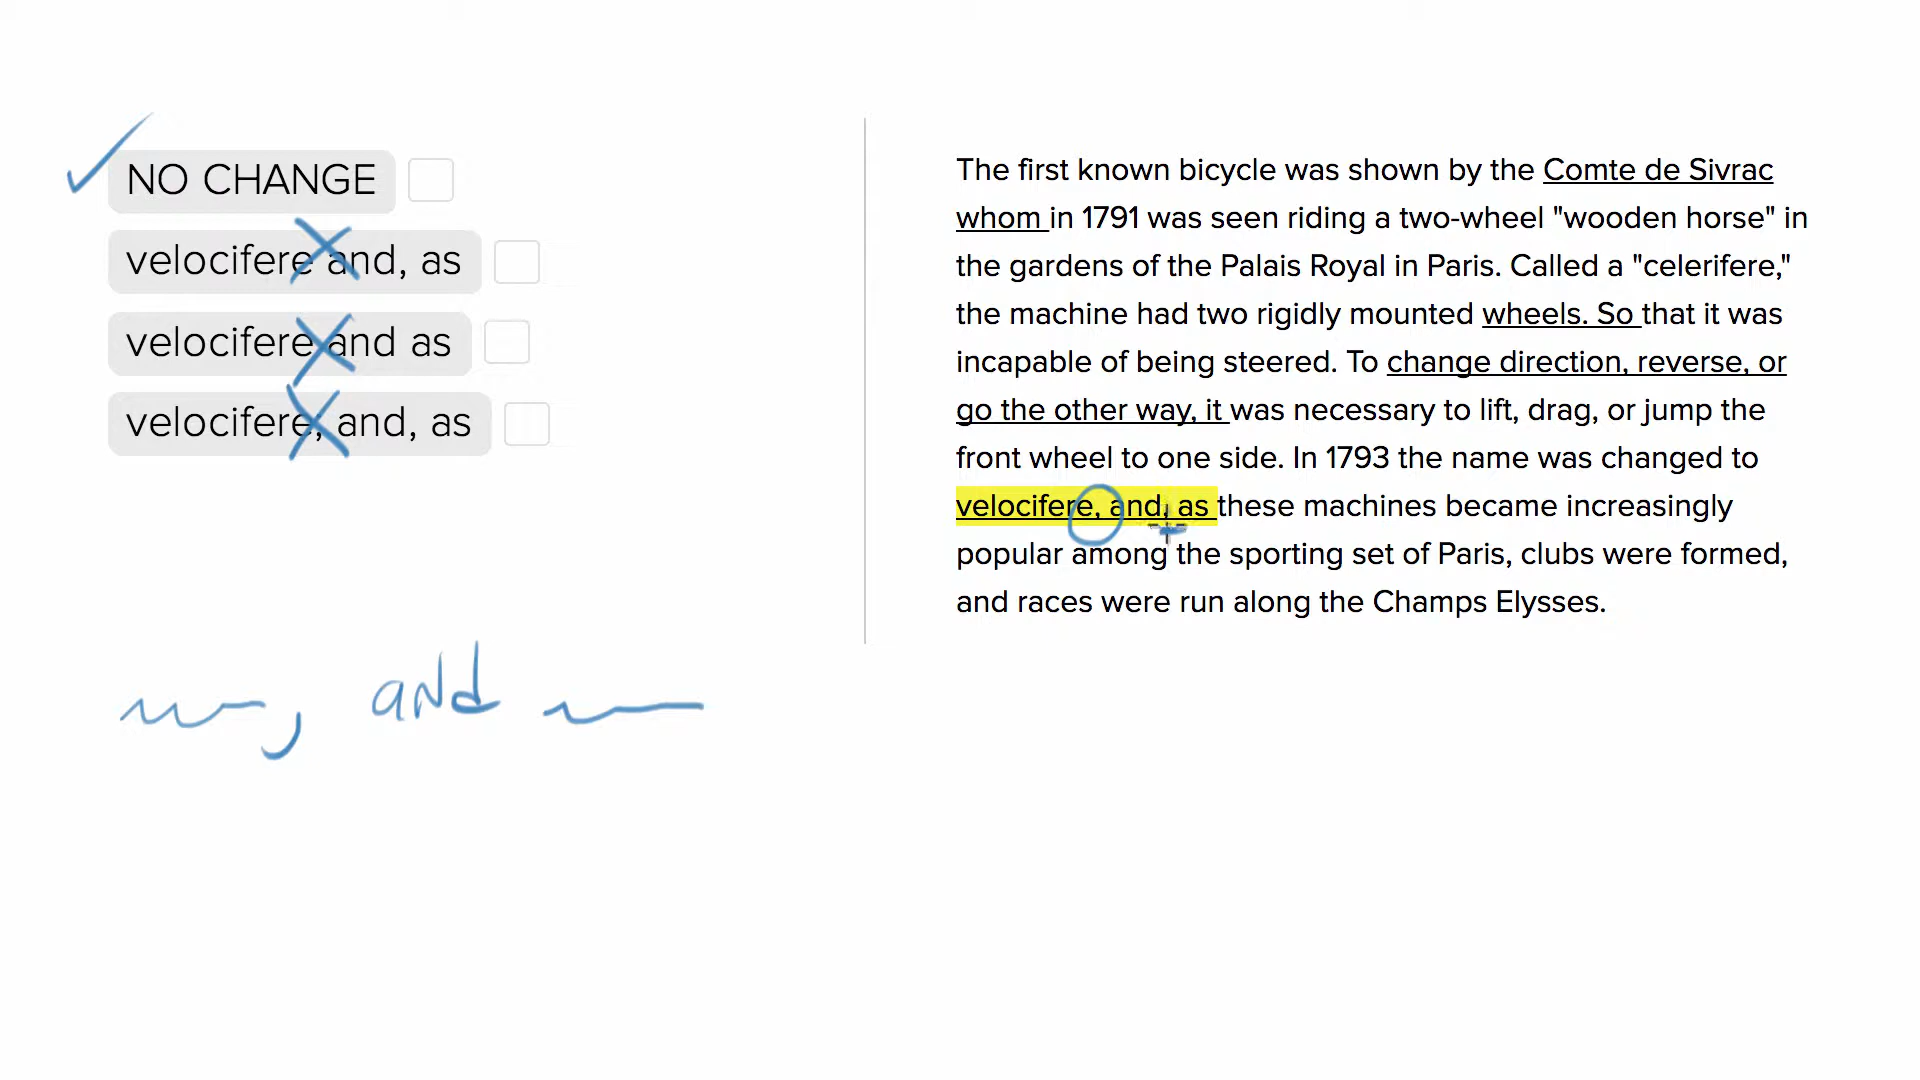 NO CHANGE
velocifere and, as
velocifere and as
velocifere; and, as
The first known bicycle was shown by the Comte de Sivrac
whom in 1791 was seen riding a two-wheel "wooden horse" in
the gardens of the Palais Royal in Paris. Called a "celerifere,"
the machine had two rigidly mounted wheels. So that it was
incapable of being steered. To change direction, reverse, or
go the other way, it was necessary to lift, drag, or jump the
front wheel to one side. In 1793 the name was changed to
velocifere, and, as these machines became increasingly
popular among the sporting set of Paris, clubs were formed,
and races were run along the Champs Elysses.
, and